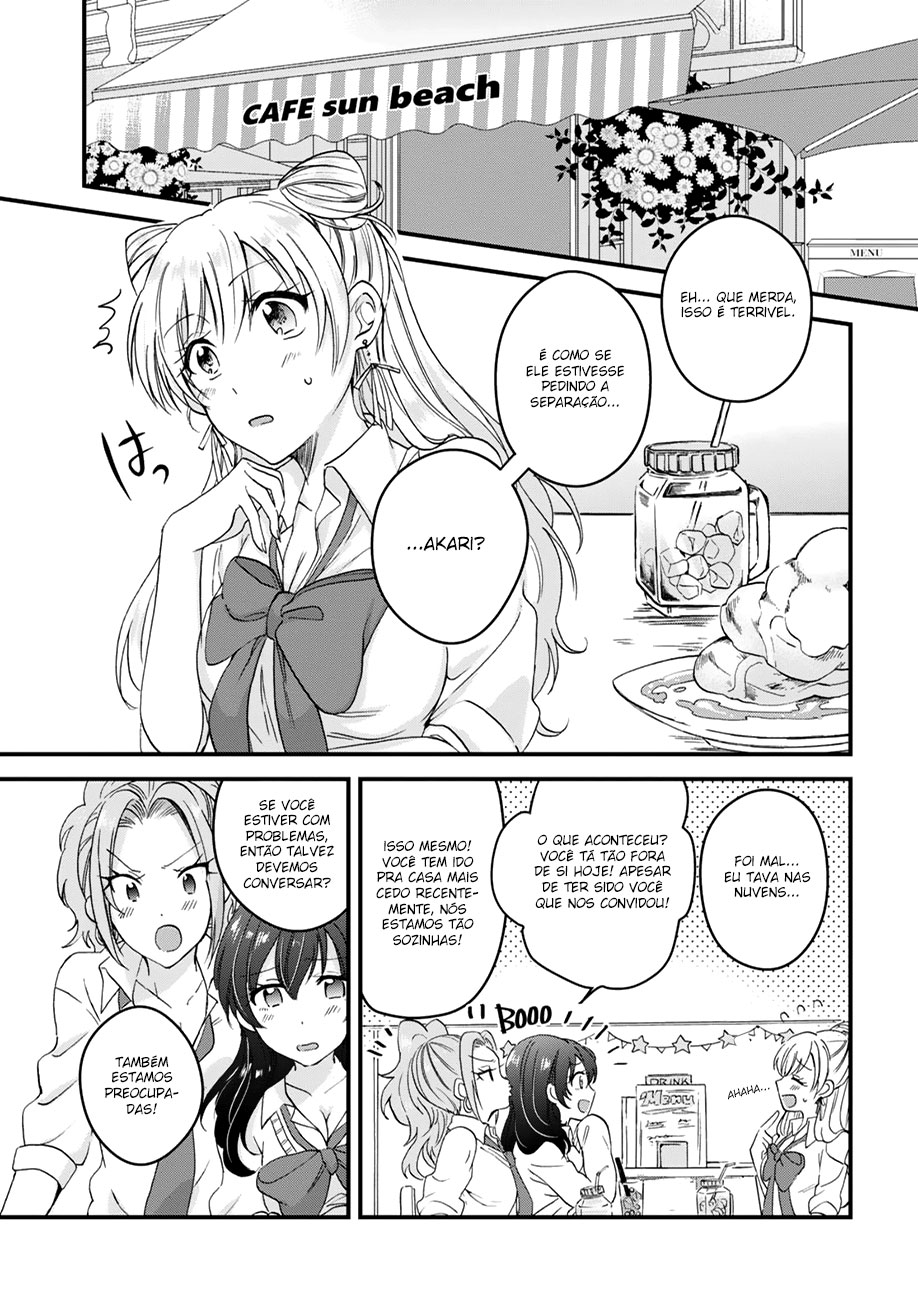 CAFE sun beach
MENU
EH... QUE MERDA,
ISSO É TERRIVEL.
É COMO SE
ELE ESTIVESSE
PEDINDO A
SEPARAÇÃO...
...AKARI?
はっ
FOI MAL...
EU TAVA NAS
NUVENS...
O QUE ACONTECEU?
VOCÊ TÁ TÃO FORA
DE SI HOJE! APESAR
DE TER SIDO VOCÊ
QUE NOS CONVIDOU!
ISSO MESMO!
VOCÊ TEM IDO
PRA CASA MAIS
CEDO RECENTE-
MENTE, NÓS
ESTAMOS TÃO
SOZINHAS!
BOOO
DRINK
MENU
AHAHA...
SE VOCÊ
ESTIVER COM
PROBLEMAS,
ENTÃO TALVEZ
DEVEMOS
CONVERSAR?
TAMBÉM
ESTAMOS
PREOCUPA-
DAS!